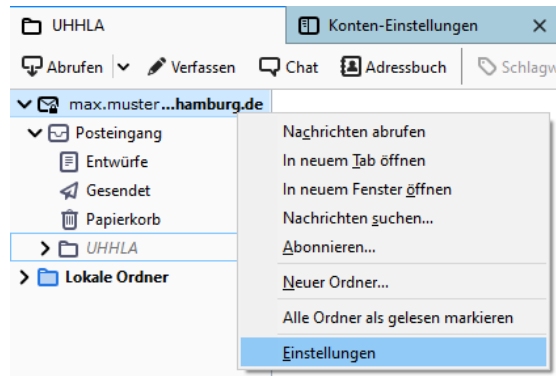 UHHLA
Konten-Einstellungen
Abrufen
Verfassen
Chat
Adressbuch
Schlagw
max.muster...hamburg.de
Posteingang
Entwürfe
Gesendet
Papierkorb
UHHLA
Lokale Ordner
Nachrichten abrufen
In neuem Tab öffnen
In neuem Fenster öffnen
Nachrichten suchen...
Abonnieren...
Neuer Ordner...
Alle Ordner als gelesen markieren
Einstellungen